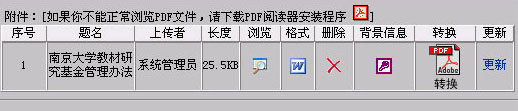 附件：[如果你不能正常浏览PDF文件，请下载PDF阅读器安装程序 ]
序号 题名 上传者 长度 浏览 格式 删除 背景信息 转换 更新
1 南京大学教材研究基金管理办法 系统管理员 25.5KB PDF Adobe 转换 更新